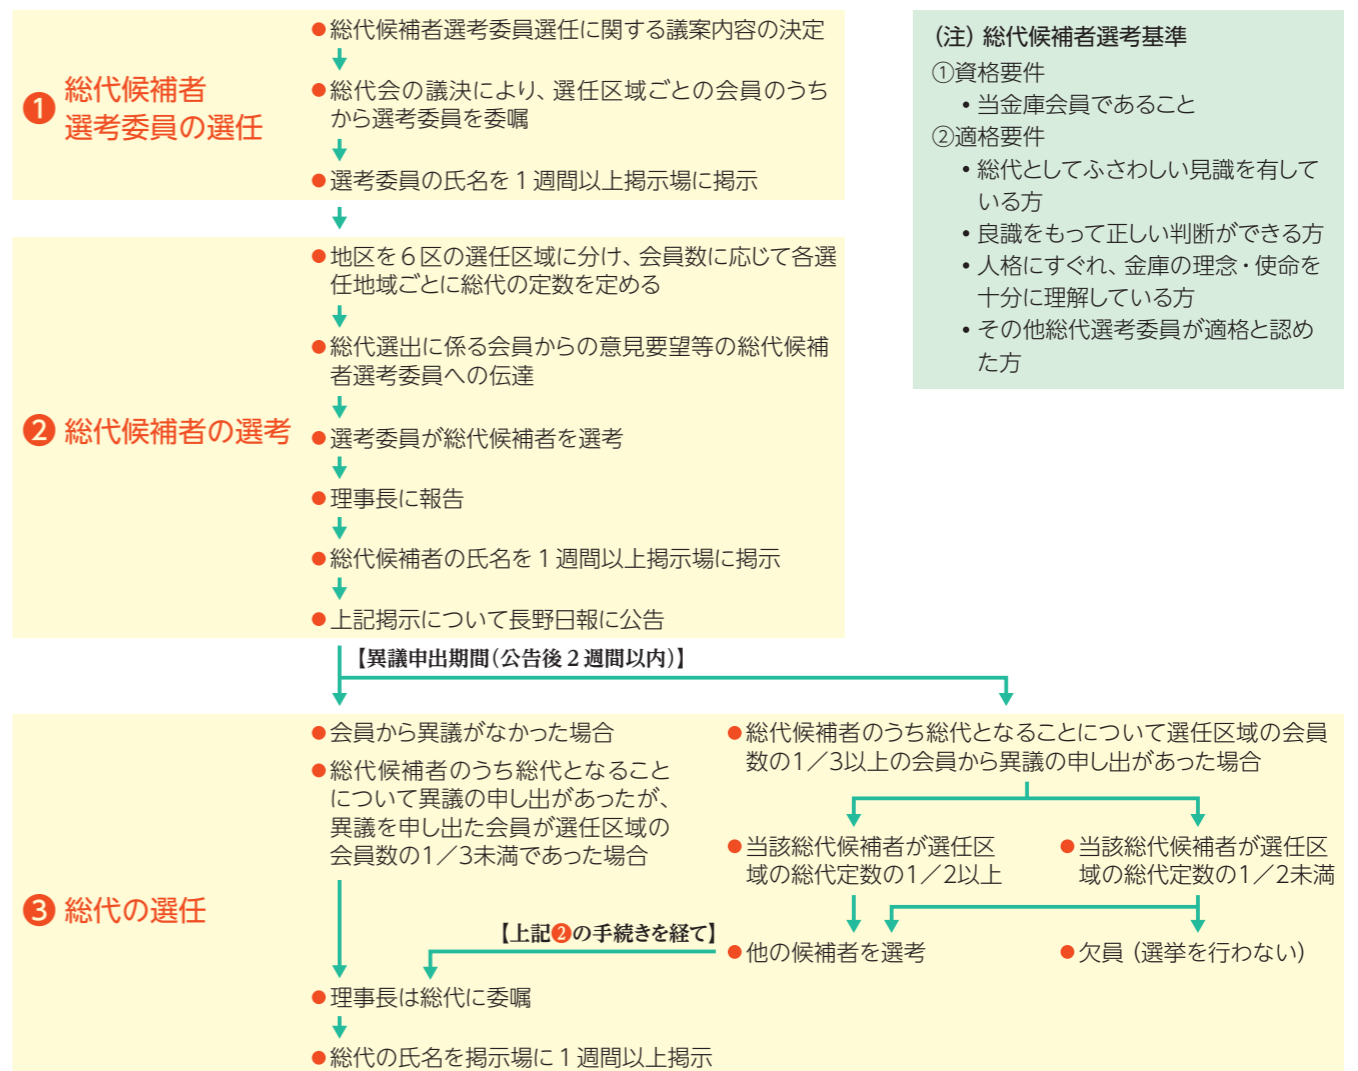 ❶ 総代候補者
選考委員の選任
●総代候補者選考委員選任に関する議案内容の決定
●総代会の議決により、選任区域ごとの会員のうち
から選考委員を委嘱
●選考委員の氏名を1週間以上掲示場に掲示
(注)総代候補者選考基準
①資格要件
・当金庫会員であること
②適格要件
・総代としてふさわしい見識を有して
いる方
・良識をもって正しい判断ができる方
・人格にすぐれ、金庫の理念・使命を
十分に理解している方
・その他総代選考委員が適格と認め
た方
❷ 総代候補者の選考
●地区を6区の選任区域に分け、会員数に応じて各選
任地域ごとに総代の定数を定める
●総代選出に係る会員からの意見要望等の総代候補
者選考委員への伝達
●選考委員が総代候補者を選考
●理事長に報告
●総代候補者の氏名を1週間以上掲示場に掲示
●上記掲示について長野日報に公告
【異議申出期間(公告後2週間以内)】
❸ 総代の選任
●会員から異議がなかった場合
●総代候補者のうち総代となること
について異議の申し出があったが、
異議を申し出た会員が選任区域の
会員数の1/3未満であった場合
●総代候補者のうち総代となることについて選任区域の会員
数の1/3以上の会員から異議の申し出があった場合
●当該総代候補者が選任区
域の総代定数の1/2以上
●当該総代候補者が選任区
域の総代定数の1/2未満
【上記❷の手続きを経て】
●他の候補者を選考
●欠員(選挙を行わない)
●理事長は総代に委嘱
●総代の氏名を掲示場に1週間以上掲示